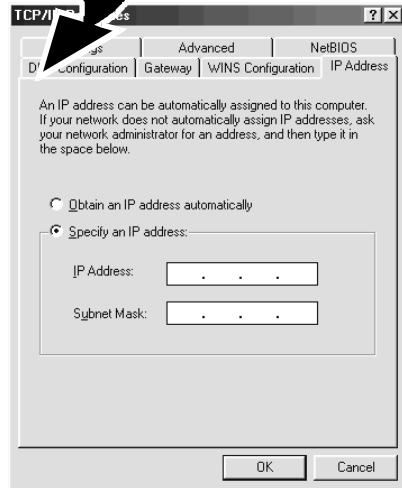 TCP/IP
Advanced NetBIOS
Configuration Gateway WINS Configuration IP Address
An IP address can be automatically assigned to this computer.
If your network does not automatically assign IP addresses, ask
your network administrator for an address, and then type it in
the space below.
Obtain an IP address automatically
Specify an IP address:
IP Address: . . .
Subnet Mask: . . .
OK Cancel